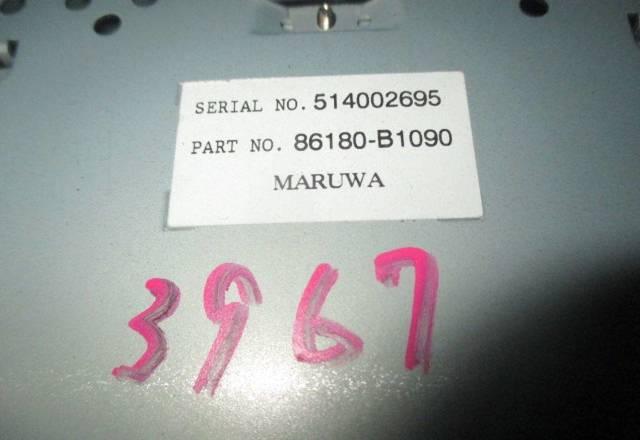 SERIAL NO. 514002695
PART NO. 86180-B1090
MARUWA
3967